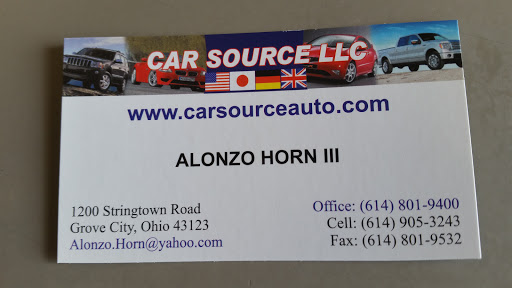 CAR SOURCE LLC
www.carsourceauto.com
ALONZO HORN III
1200 Stringtown Road
Grove City, Ohio 43123
Alonzo.Horn@yahoo.com
Office: (614) 801-9400
Cell: (614) 905-3243
Fax: (614) 801-9532